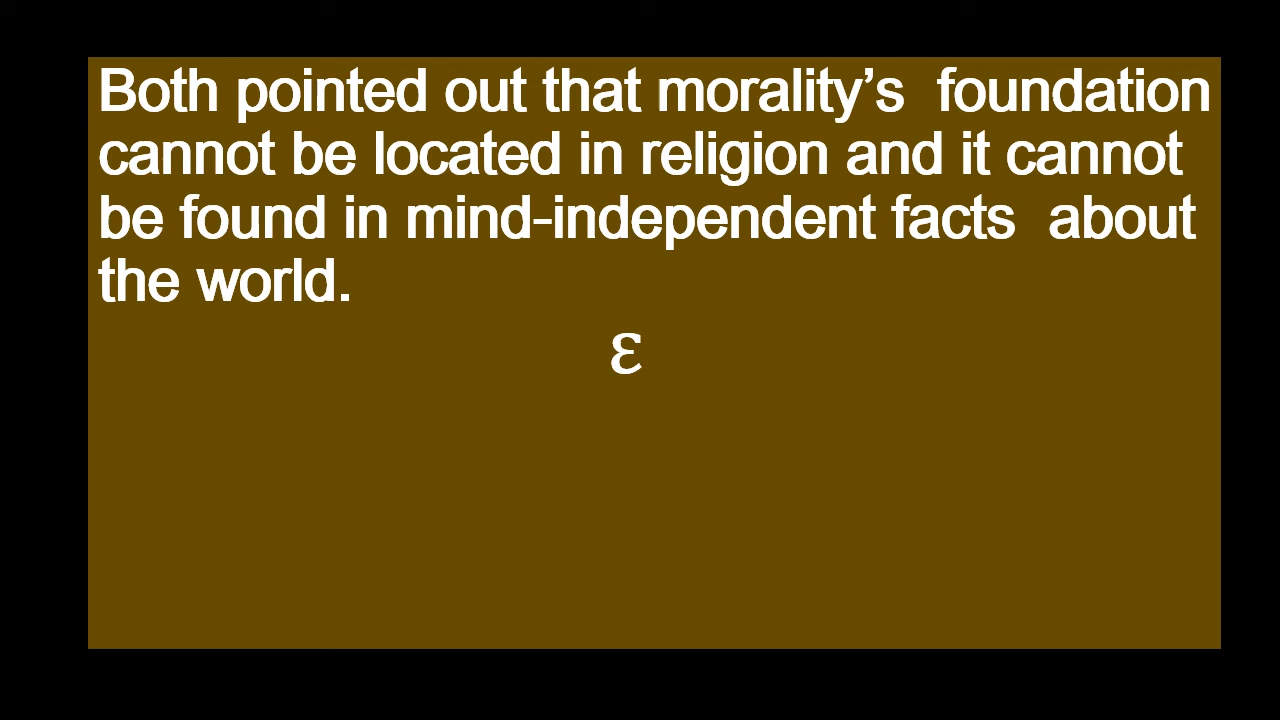 Both pointed out that morality’s  foundation
cannot be located in religion and it cannot
be found in mind-independent facts  about
the world.
ε